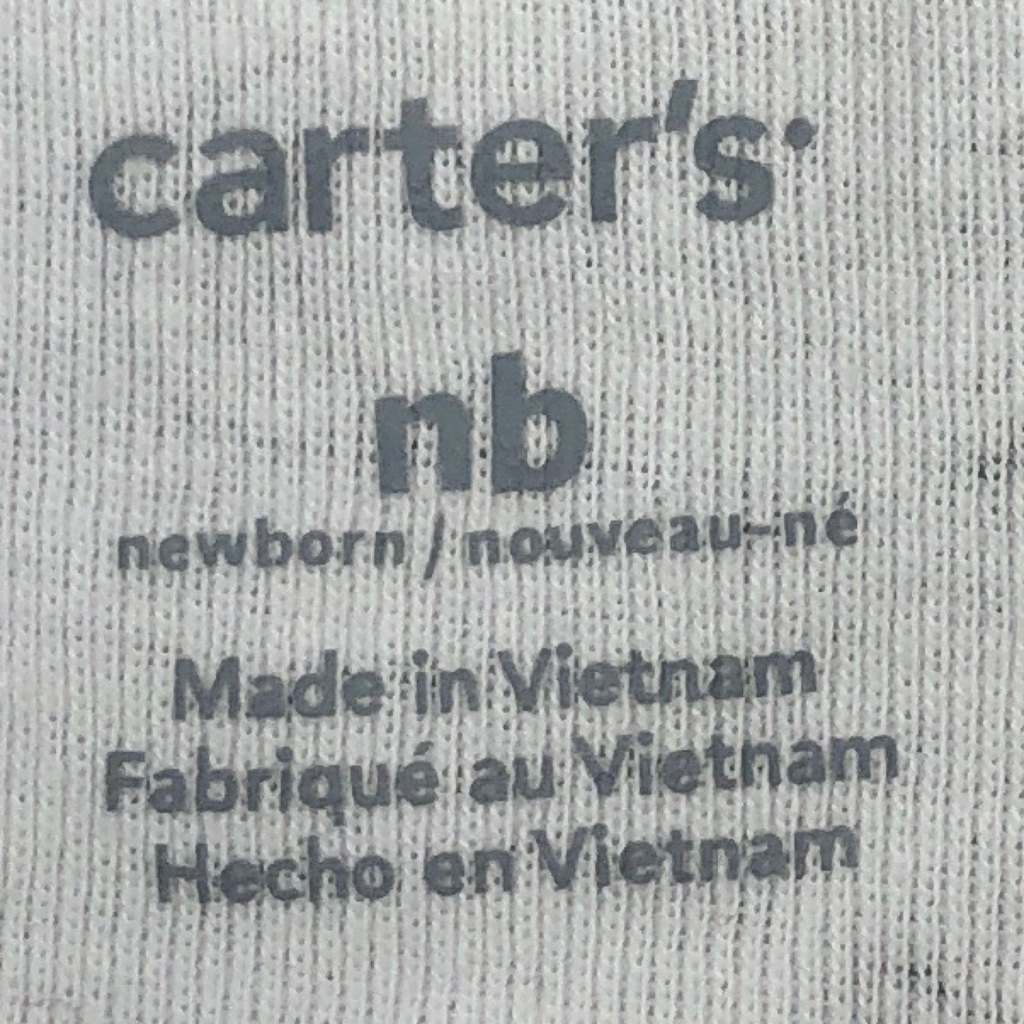 carter's
nb
newborn / nouveau-né
Made in Vietnam
Fabriqué au Vietnam
Hecho en Vietnam